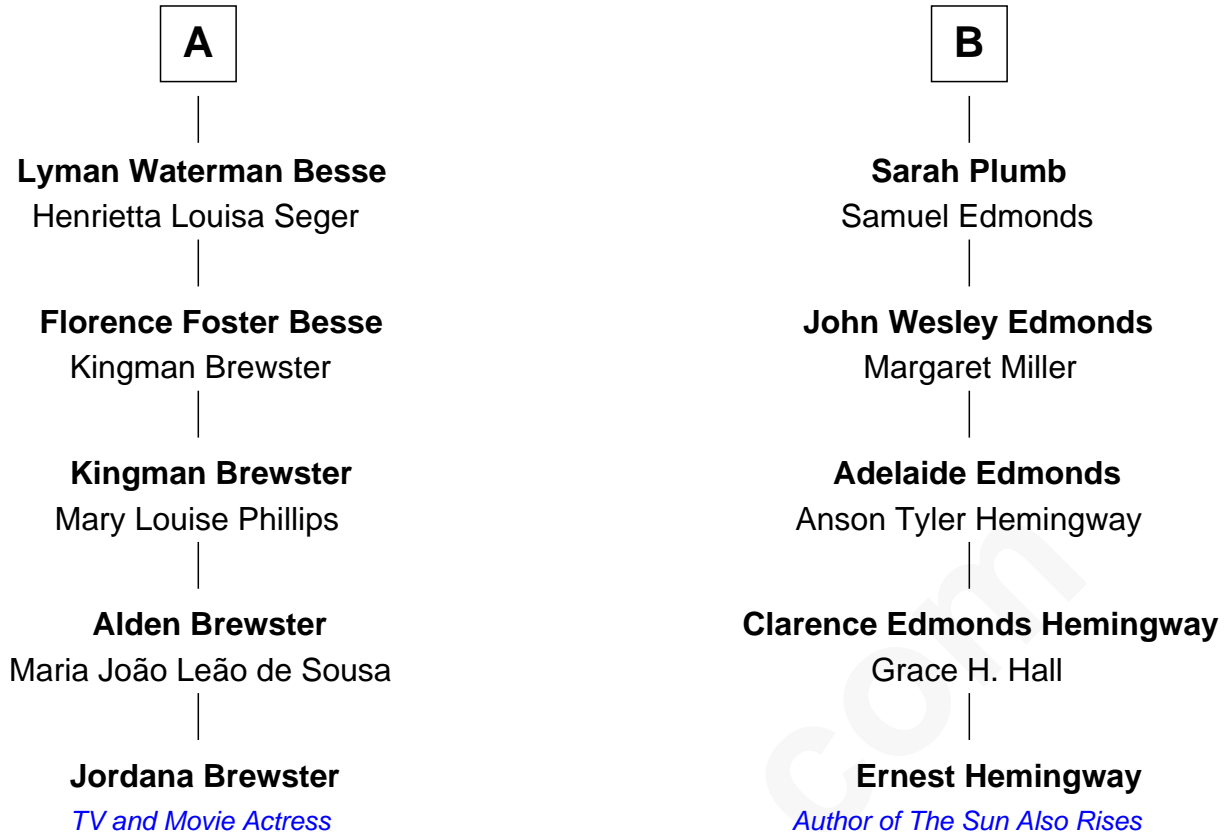 A
Lyman Waterman Besse
Henrietta Louisa Seger
Florence Foster Besse
Kingman Brewster
Kingman Brewster
Mary Louise Phillips
Alden Brewster
Maria João Leão de Sousa
Jordana Brewster
TV and Movie Actress
B
Sarah Plumb
Samuel Edmonds
John Wesley Edmonds
Margaret Miller
Adelaide Edmonds
Anson Tyler Hemingway
Clarence Edmonds Hemingway
Grace H. Hall
Ernest Hemingway
Author of The Sun Also Rises
com